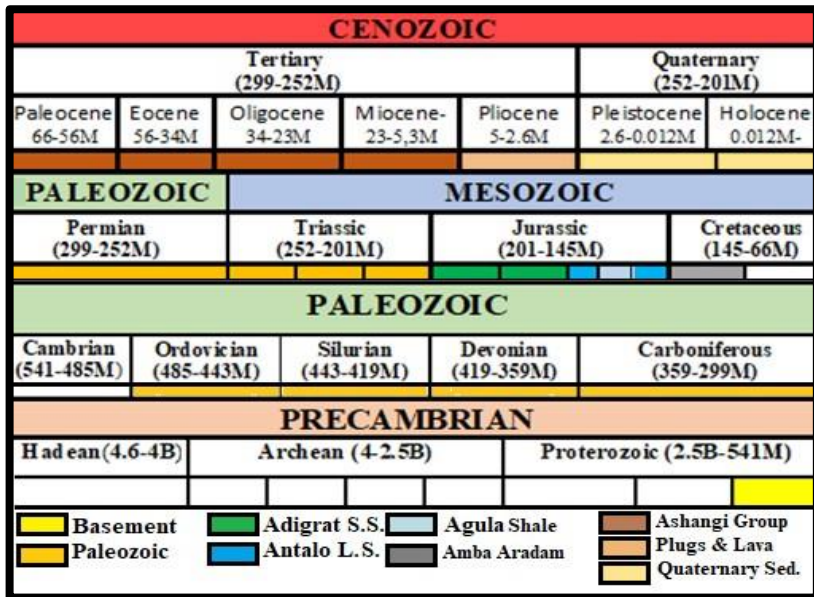 CENOZOIC
Tertiary Quaternary
(299-252M) (252-201M)
Paleocene Eocene Oligocene Miocene- Pliocene Pleistocene Holocene
66-56M 56-34M 34-23M 23-5,3M 5-2.6M 2.6-0.012M 0.012M-
PALEOZOIC MESOZOIC
Permian Triassic Jurassic Cretaceous
(299-252M) (252-201M) (201-145M) (145-66M)
PALEOZOIC
Cambrian Ordovician Silurian Devonian Carboniferous
(541-485M) (485-443M) (443-419M) (419-359M) (359-299M)
PRECAMBRIAN
Hadean(4.6-4B) Archean (4-2.5B) Proterozoic (2.5B-541M)
Basement Adigrat S.S. Agula Shale Ashangi Group
Paleozoic Antalo L.S. Amba Aradam Plugs & Lava
Quaternary Sed.